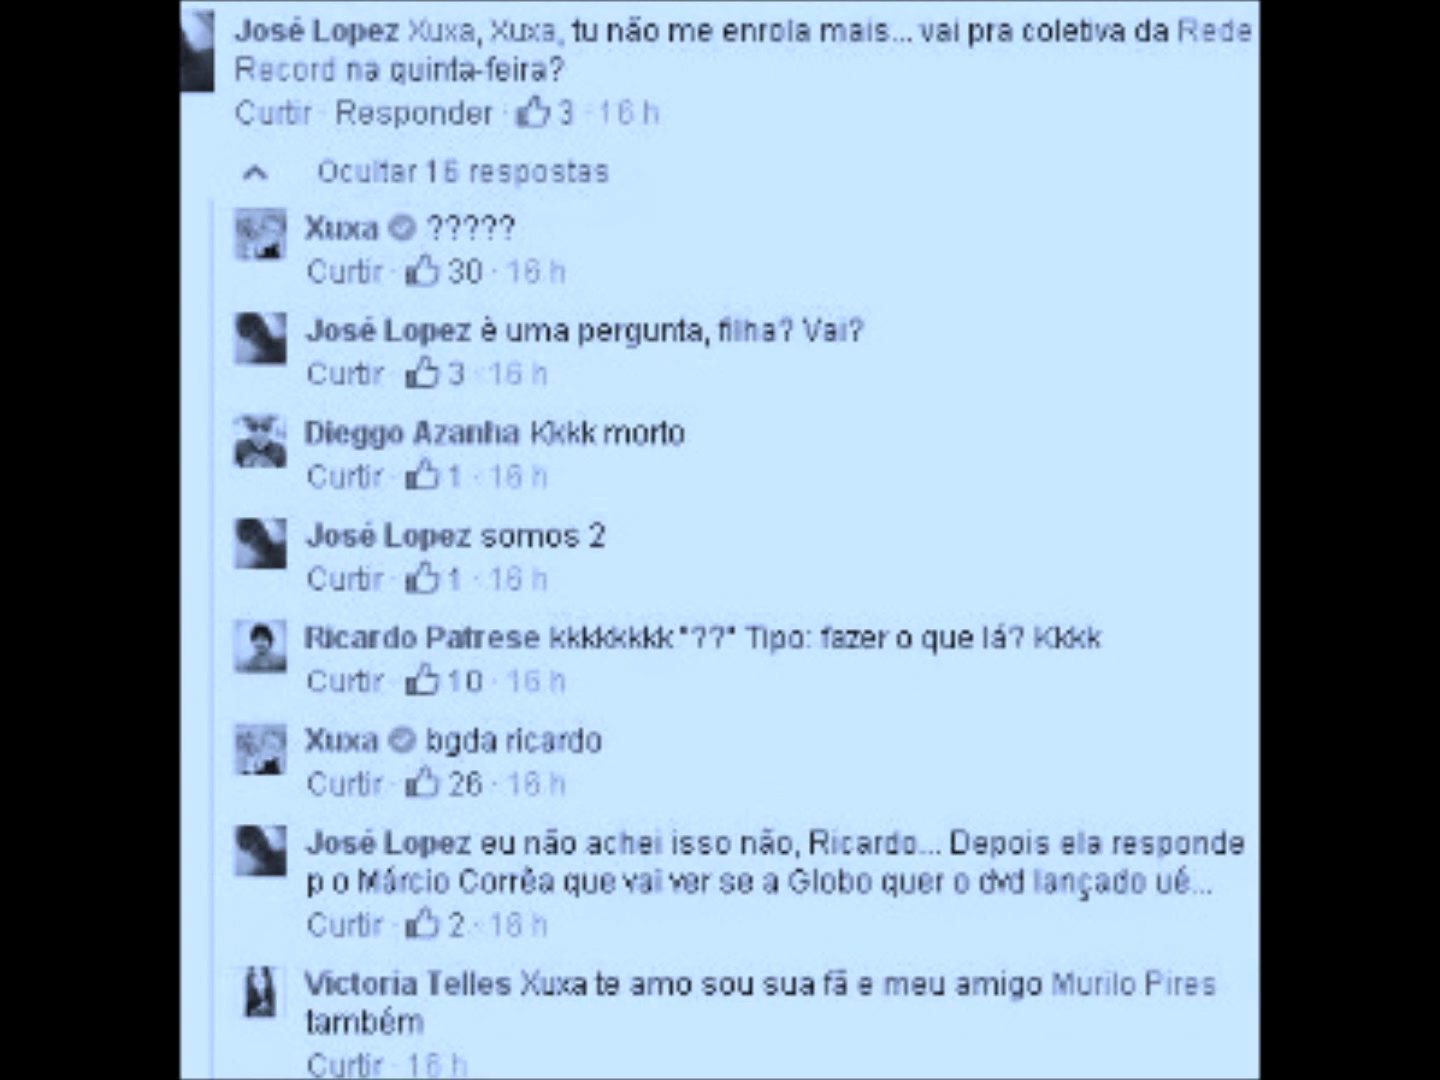 José Lopez Xuxa, Xuxa, tu não me enrola mais... vai pra coletiva da Rede
Record na quinta-feira?
Curtir · Responder · 3 · 16 h
Ocultar 16 respostas
Xuxa ?????
Curtir · 30 · 16 h
José Lopez è uma pergunta, filha? Vai?
Curtir · 3 · 16 h
Dieggo Azanha Kkkk morto
Curtir · 1 · 16 h
José Lopez somos 2
Curtir · 1 · 16 h
Ricardo Patrese kkkkkkkk "??" Tipo: fazer o que lá? Kkkk
Curtir · 10 · 16 h
Xuxa bgda ricardo
Curtir · 26 · 16 h
José Lopez eu não achei isso não, Ricardo... Depois ela responde
p o Márcio Corrêa que vai ver se a Globo quer o dvd lançado ué...
Curtir · 2 · 16 h
Victoria Telles Xuxa te amo sou sua fã e meu amigo Murilo Pires
também
Curtir · 16 h